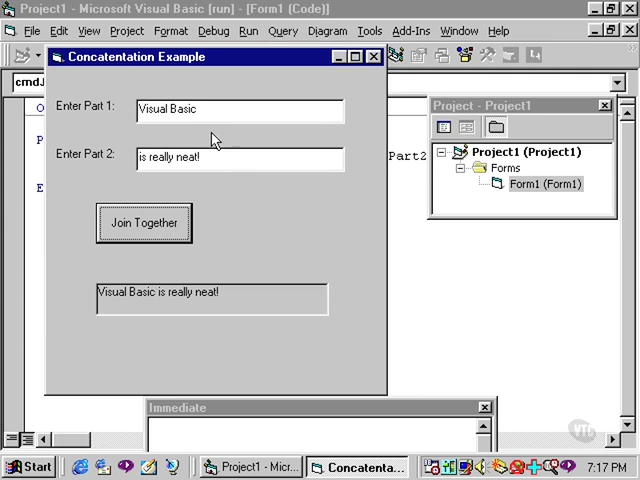 Project1 - Microsoft Visual Basic [run] - [Form1 (Code)]
File Edit View Project Format Debug Run Query Diagram Tools Add-Ins Window Help
Concatentation Example
Enter Part 1:
Visual Basic
Enter Part 2:
is really neat!
Join Together
Visual Basic is really neat!
cmdJ
O
P
Part2
E
Project - Project1
Project1 (Project1)
Forms
Form1 (Form1)
Immediate
VTC
Start
Project1 - Micr...
Concatenta...
7:17 PM